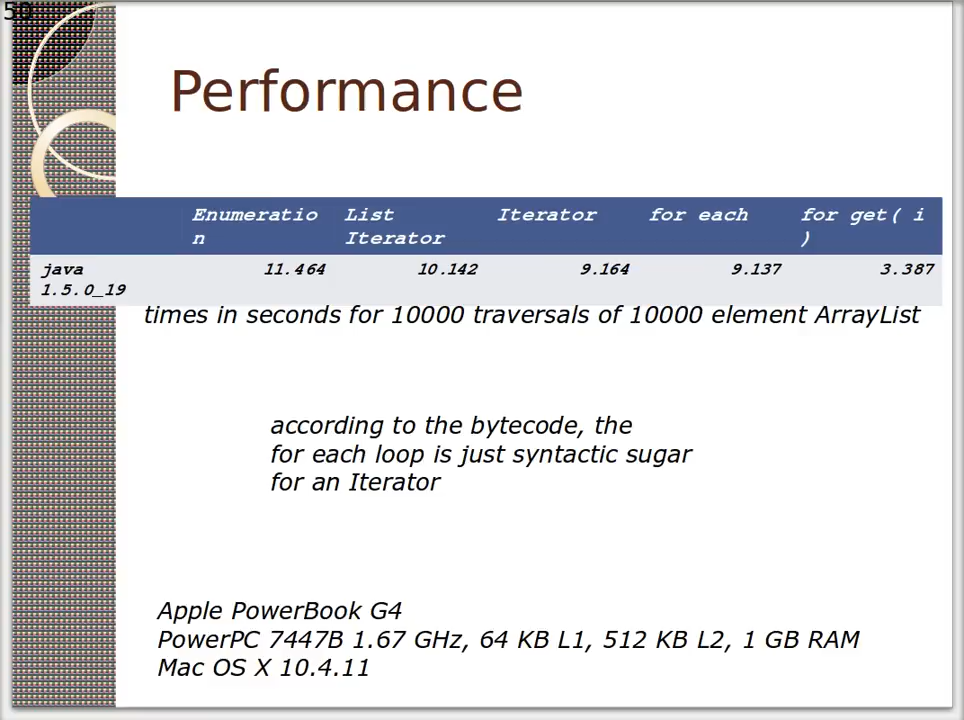 50
Performance
Enumeratio
n
List
Iterator
Iterator
for each
for get( i
)
java
1.5.0_19
11.464
10.142
9.164
9.137
3.387
times in seconds for 10000 traversals of 10000 element ArrayList
according to the bytecode, the
for each loop is just syntactic sugar
for an Iterator
Apple PowerBook G4
PowerPC 7447B 1.67 GHz, 64 KB L1, 512 KB L2, 1 GB RAM
Mac OS X 10.4.11